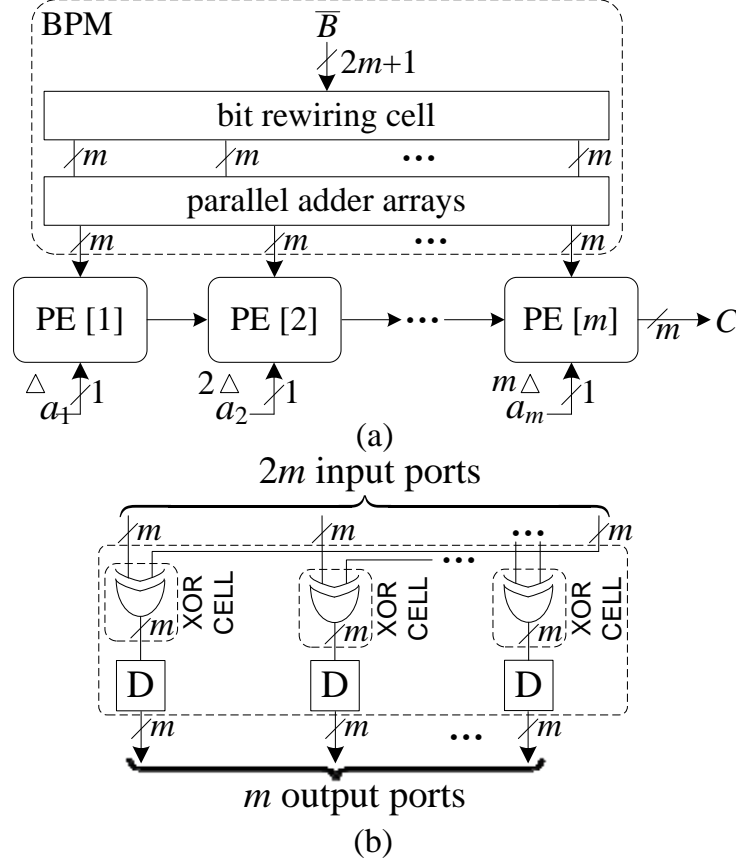 BPM
B̅
2m+1
bit rewiring cell
m m ... m
parallel adder arrays
m m ... m
PE [1] PE [2] ... PE [m] m C
△ 2△ m△
a₁ 1 a₂ 1 aₘ 1
(a)
2m input ports
m m ... m
...
XOR CELL XOR CELL XOR CELL
m m m
D D D
m m ... m
m output ports
(b)